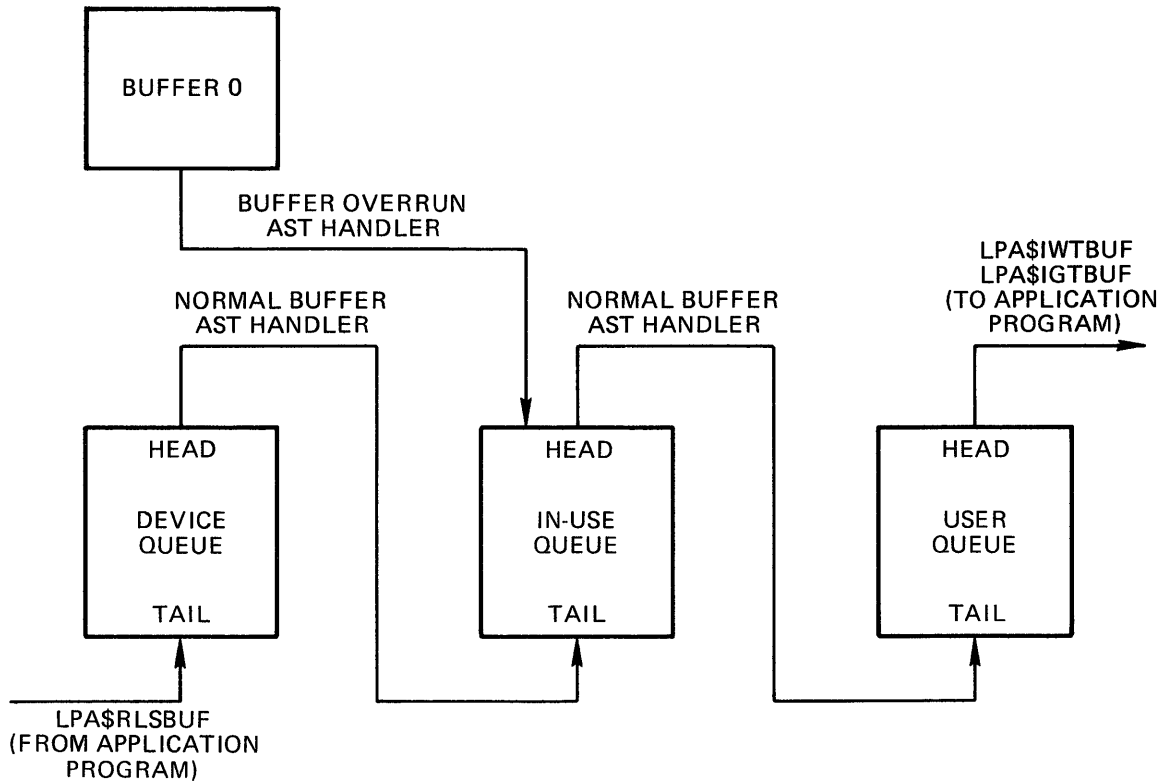 BUFFER 0
BUFFER OVERRUN
AST HANDLER
NORMAL BUFFER
AST HANDLER
NORMAL BUFFER
AST HANDLER
LPA$IWTBUF
LPA$IGTBUF
(TO APPLICATION
PROGRAM)
HEAD
DEVICE
QUEUE
TAIL
HEAD
IN-USE
QUEUE
TAIL
HEAD
USER
QUEUE
TAIL
LPA$RLSBUF
(FROM APPLICATION
PROGRAM)